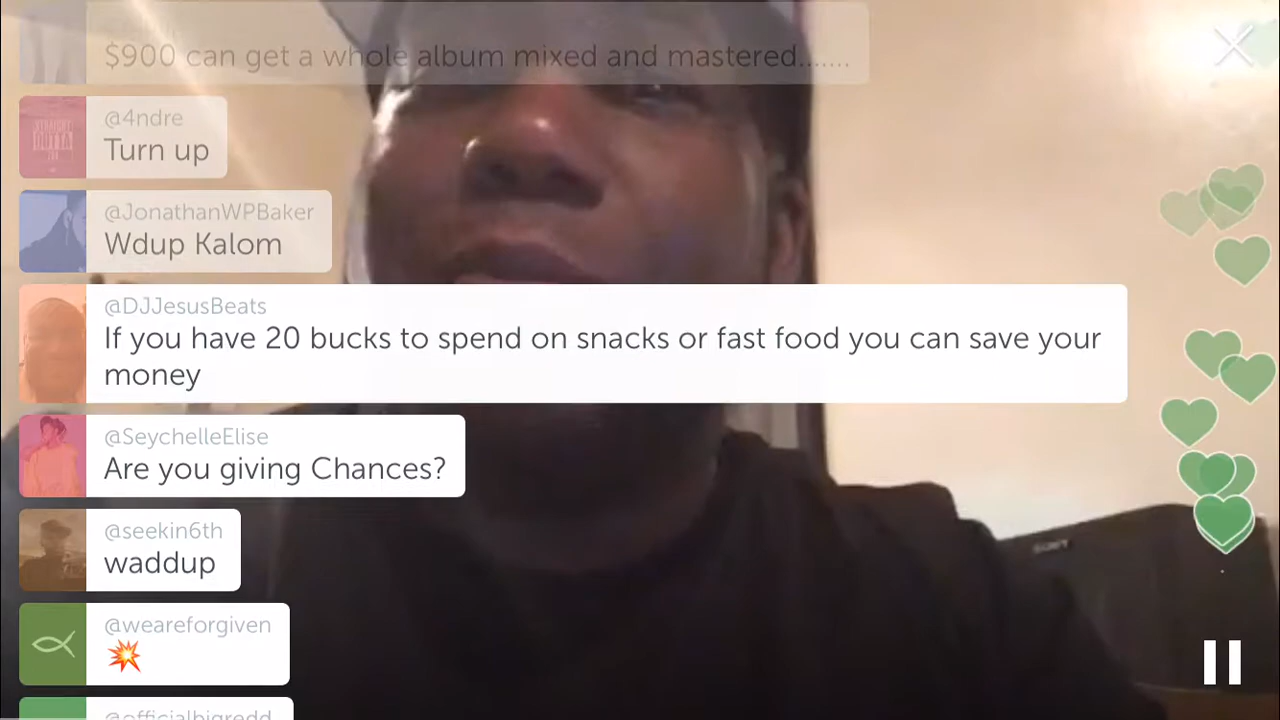 $900 can get a whole album mixed and mastered.......
@4ndre
Turn up
@JonathanWPBaker
Wdup Kalom
@DJJesusBeats
If you have 20 bucks to spend on snacks or fast food you can save your
money
@SeychelleElise
Are you giving Chances?
@seekin6th
waddup
@weareforgiven
💥
@officialbigredd
SONY